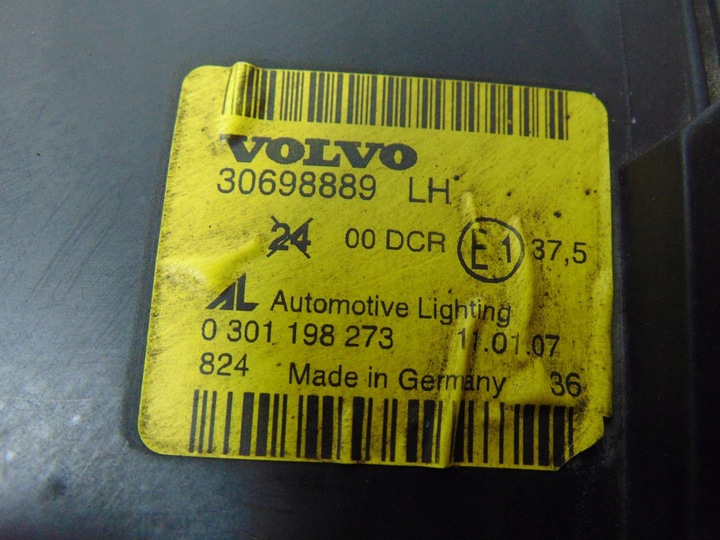 VOLVO
30698889 LH
24 00 DCR E1 37,5
AL Automotive Lighting
0 301 198 273 11.01.07
824 Made in Germany 36